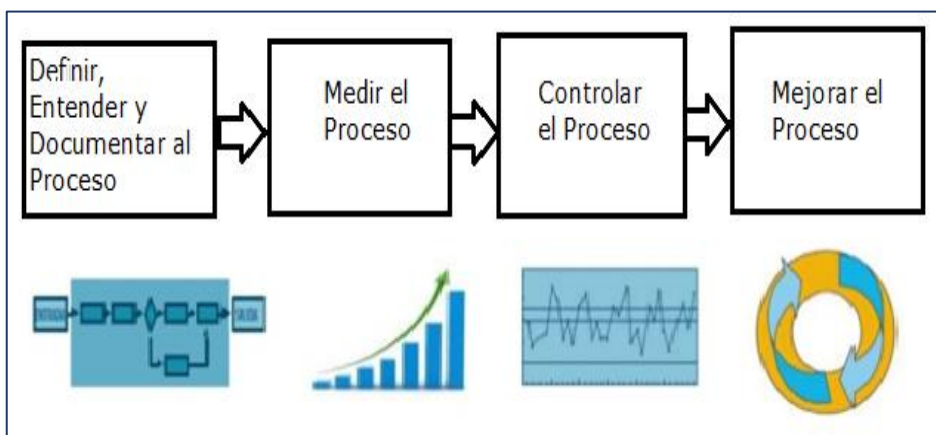 Definir,
Entender y
Documentar al
Proceso
Medir el
Proceso
Controlar
el Proceso
Mejorar el
Proceso